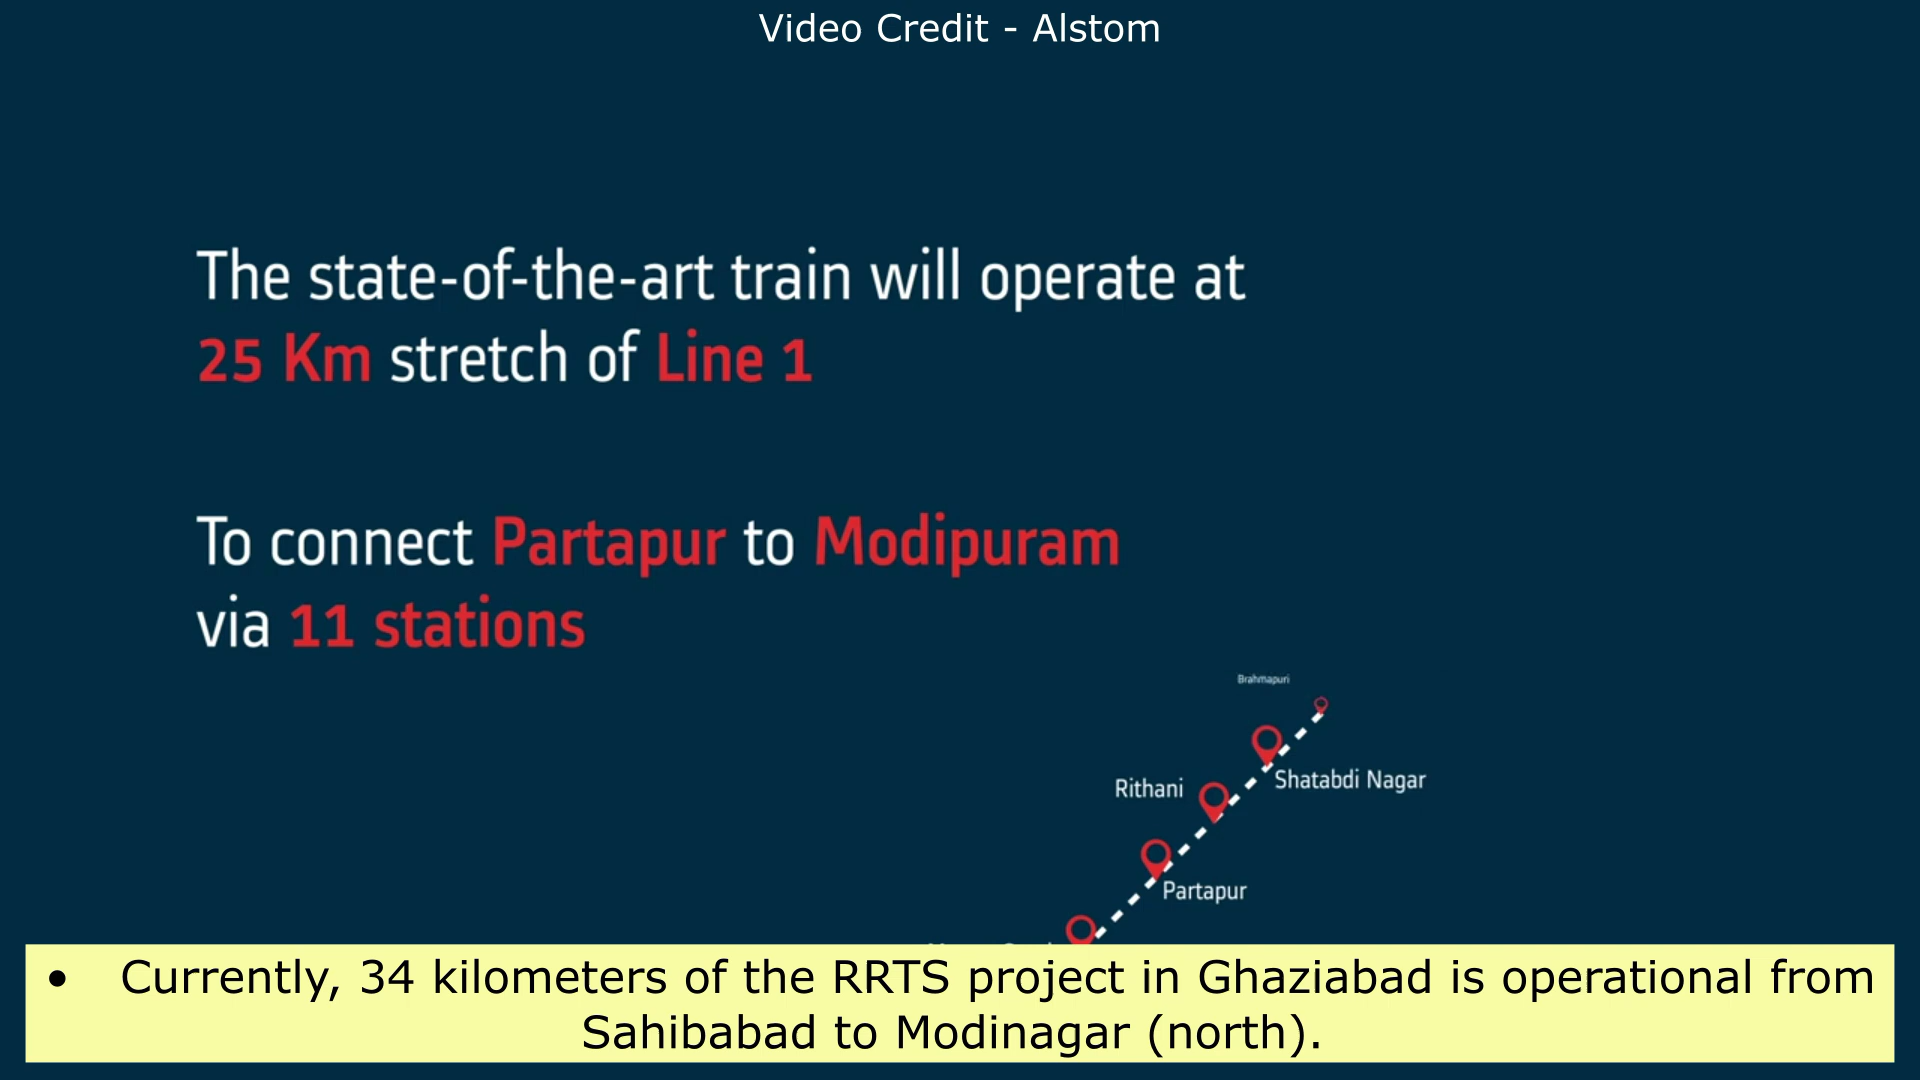 Video Credit - Alstom
The state-of-the-art train will operate at
25 Km stretch of Line 1
To connect Partapur to Modipuram
via 11 stations
Brahmapuri
Shatabdi Nagar
Rithani
Partapur
• Currently, 34 kilometers of the RRTS project in Ghaziabad is operational from
Sahibabad to Modinagar (north).